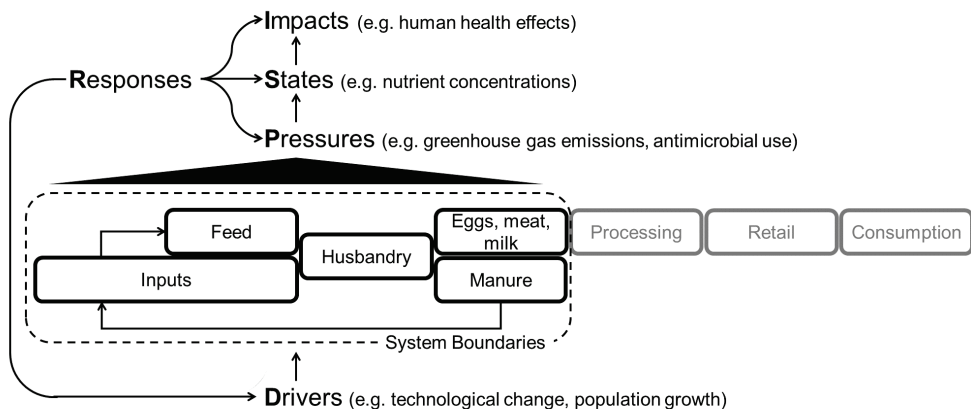 Impacts (e.g. human health effects)
Responses
States (e.g. nutrient concentrations)
Pressures (e.g. greenhouse gas emissions, antimicrobial use)
Feed
Eggs, meat,
milk
Processing
Retail
Consumption
Husbandry
Inputs
Manure
System Boundaries
Drivers (e.g. technological change, population growth)